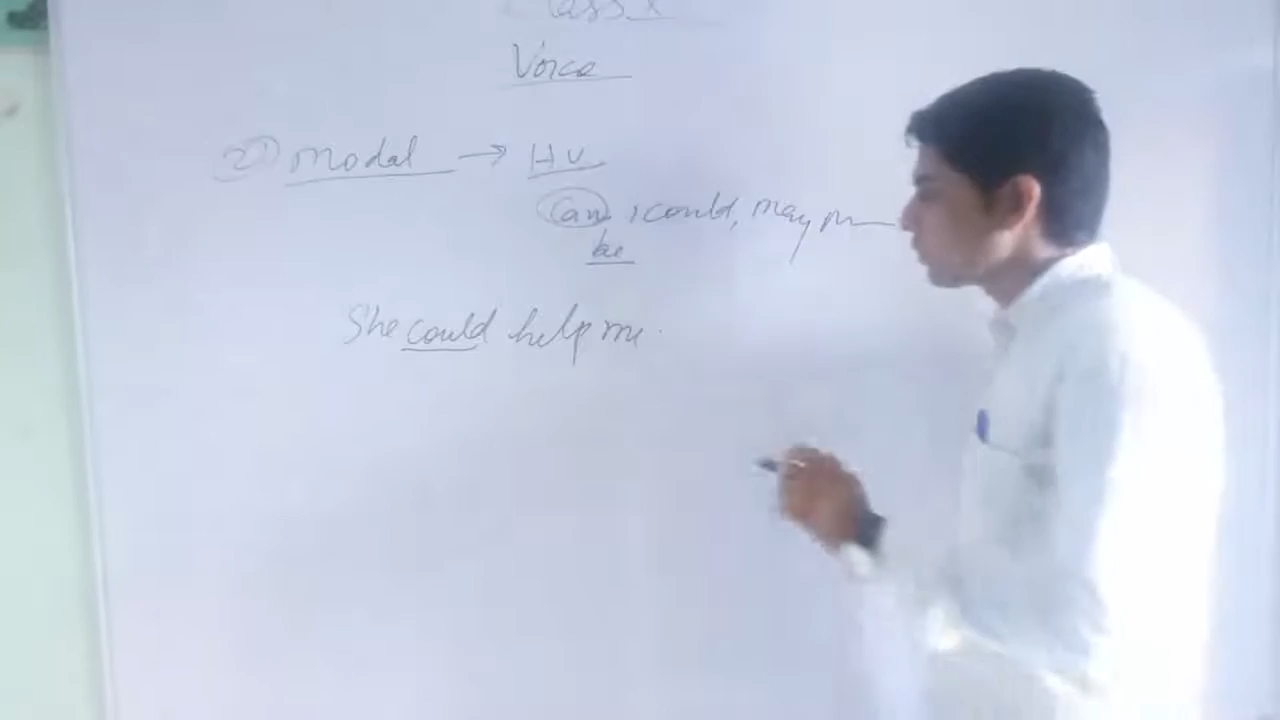 Class X
Voice
2) Modal → H v
Can, could, may
be
She could help me.